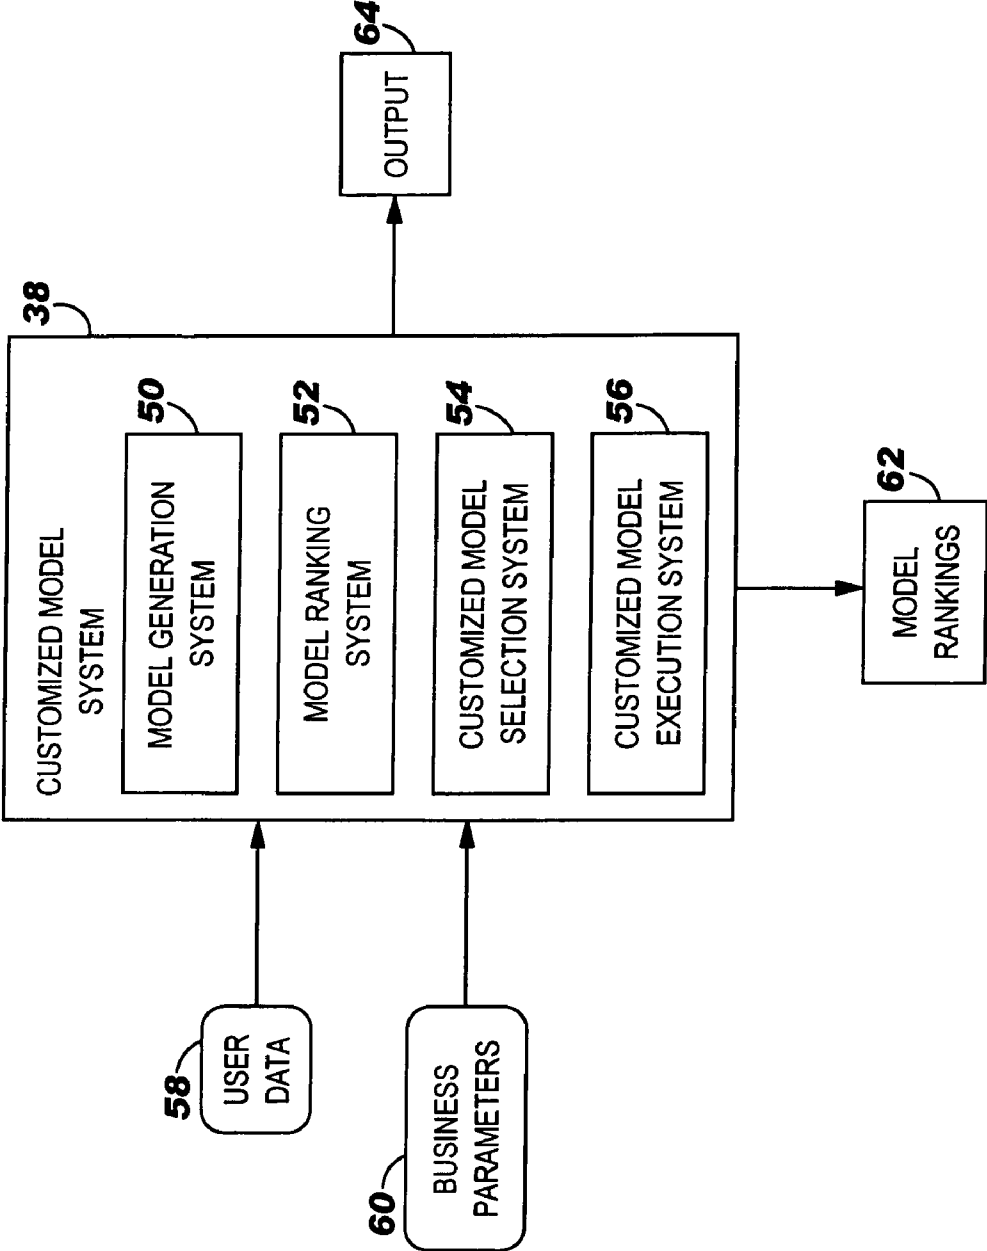 38
CUSTOMIZED MODEL
SYSTEM
50
MODEL GENERATION
SYSTEM
52
MODEL RANKING
SYSTEM
54
CUSTOMIZED MODEL
SELECTION SYSTEM
56
CUSTOMIZED MODEL
EXECUTION SYSTEM
58
USER
DATA
60
BUSINESS
PARAMETERS
64
OUTPUT
62
MODEL
RANKINGS